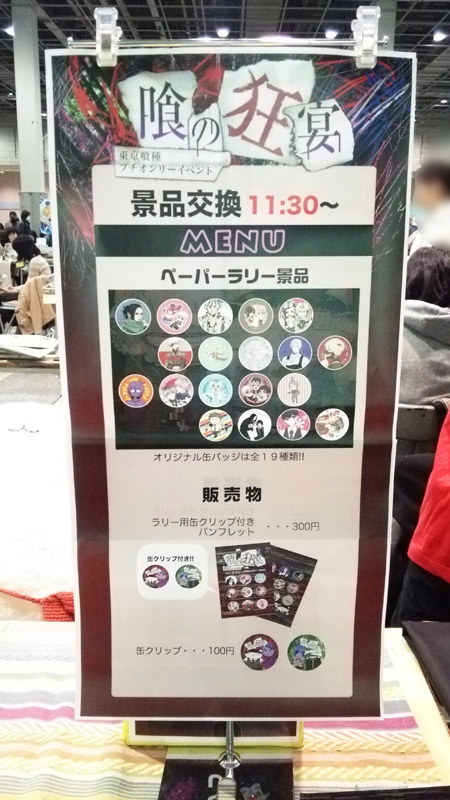 喰の狂宴
東京喰種
プチオンリーイベント
景品交換 11:30〜
MENU
ペーパーラリー景品
オリジナル缶バッジは全19種類!!
販売物
ラリー用缶クリップ付き
パンフレット ・・・300円
缶クリップ付き!!
缶クリップ・・・100円